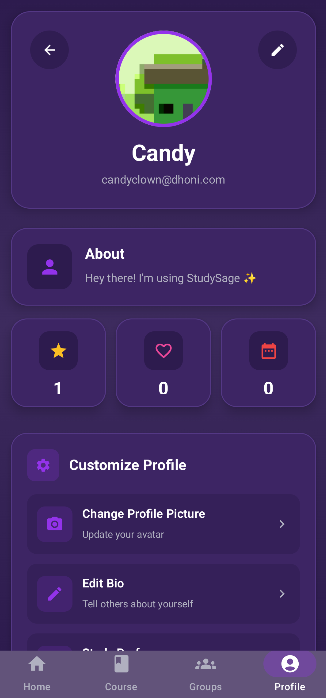 Candy
candyclown@dhoni.com
About
Hey there! I'm using StudySage ✨
1
0
0
Customize Profile
Change Profile Picture
Update your avatar
Edit Bio
Tell others about yourself
Home
Course
Groups
Profile